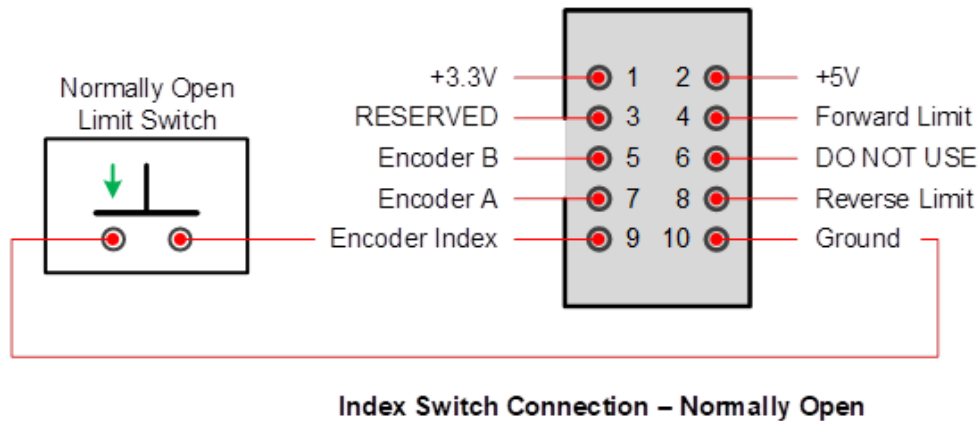 Normally Open
Limit Switch
+3.3V 1 2 +5V
RESERVED 3 4 Forward Limit
Encoder B 5 6 DO NOT USE
Encoder A 7 8 Reverse Limit
Encoder Index 9 10 Ground
Index Switch Connection – Normally Open